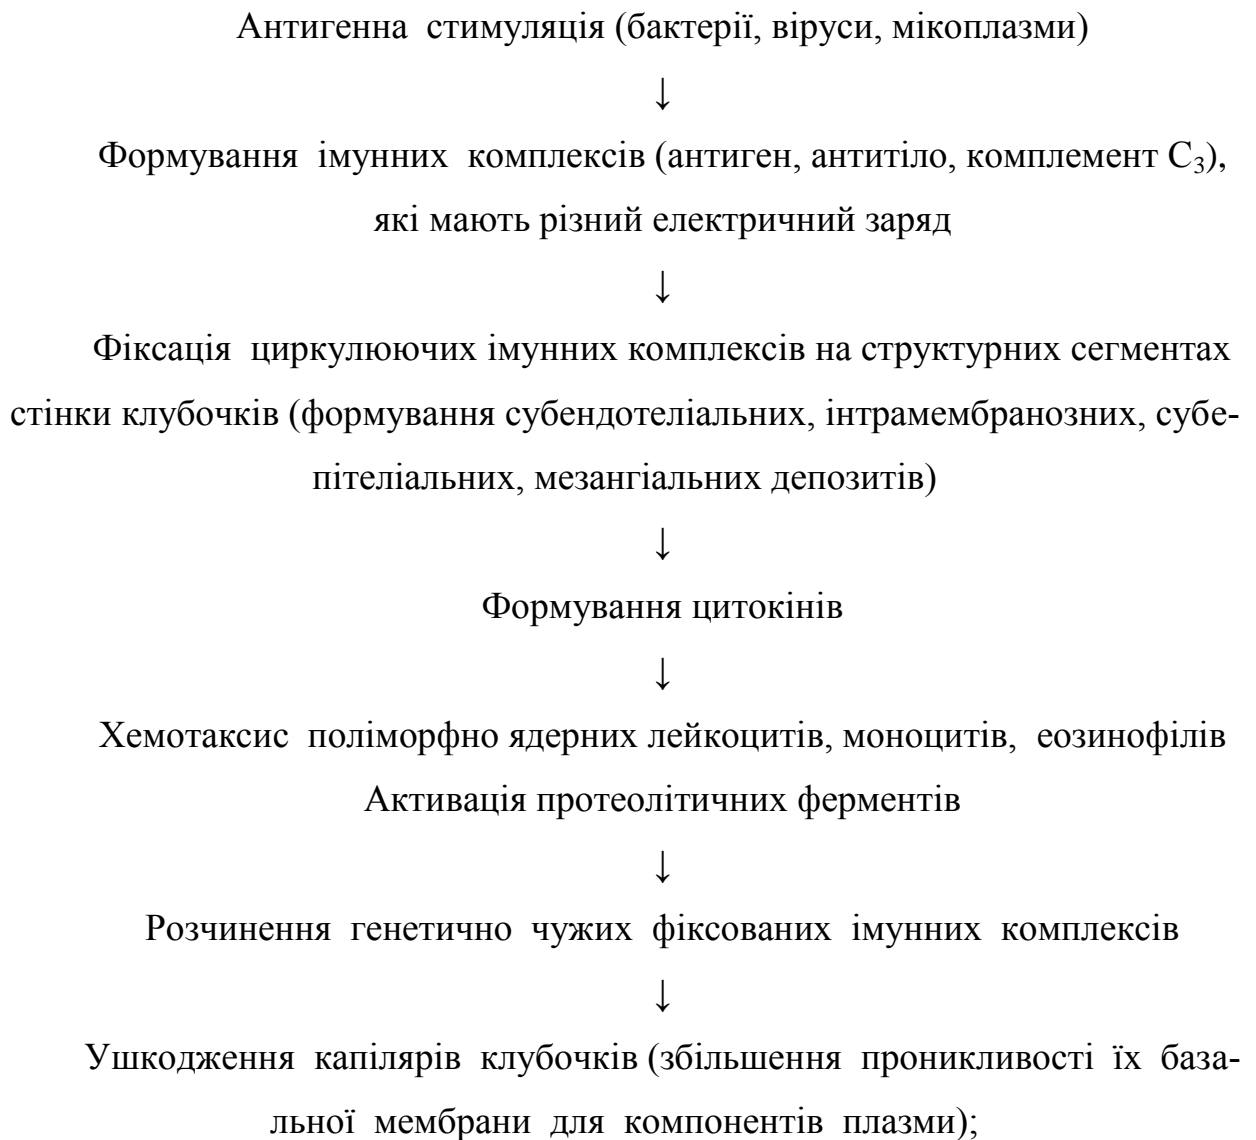 Антигенна стимуляція (бактерії, віруси, мікоплазми)
↓
Формування імунних комплексів (антиген, антитіло, комплемент С₃),
які мають різний електричний заряд
↓
Фіксація циркулюючих імунних комплексів на структурних сегментах
стінки клубочків (формування субендотеліальних, інтрамембранозних, субе-
пітеліальних, мезангіальних депозитів)
↓
Формування цитокінів
↓
Хемотаксис поліморфно ядерних лейкоцитів, моноцитів, еозинофілів
Активація протеолітичних ферментів
↓
Розчинення генетично чужих фіксованих імунних комплексів
↓
Ушкодження капілярів клубочків (збільшення проникливості їх база-
льної мембрани для компонентів плазми);